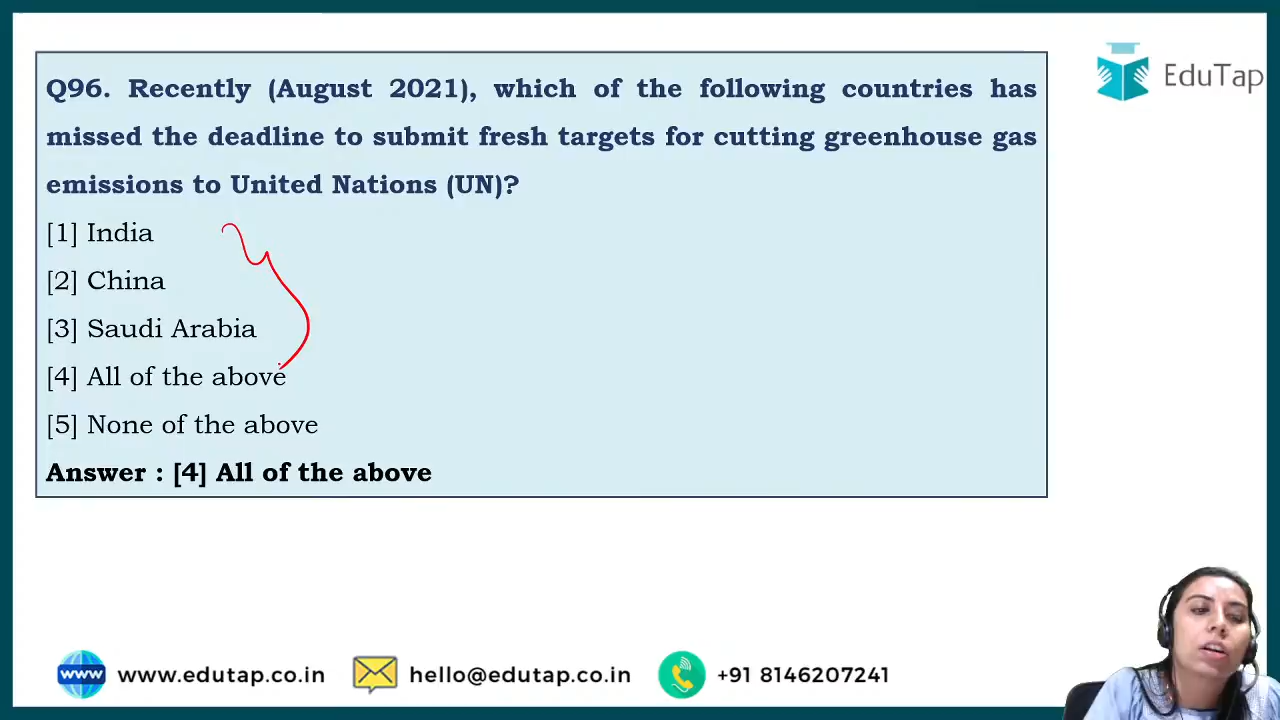 Q96. Recently (August 2021), which of the following countries has
missed the deadline to submit fresh targets for cutting greenhouse gas
emissions to United Nations (UN)?
[1] India
[2] China
[3] Saudi Arabia
[4] All of the above
[5] None of the above
Answer : [4] All of the above
EduTap
www.edutap.co.in
hello@edutap.co.in
+91 8146207241